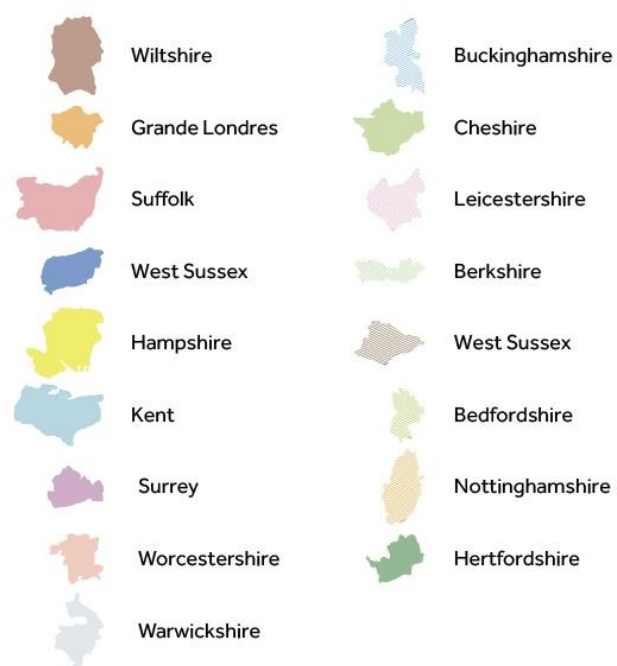 Wiltshire
Grande Londres
Suffolk
West Sussex
Hampshire
Kent
Surrey
Worcestershire
Warwickshire
Buckinghamshire
Cheshire
Leicestershire
Berkshire
West Sussex
Bedfordshire
Nottinghamshire
Hertfordshire